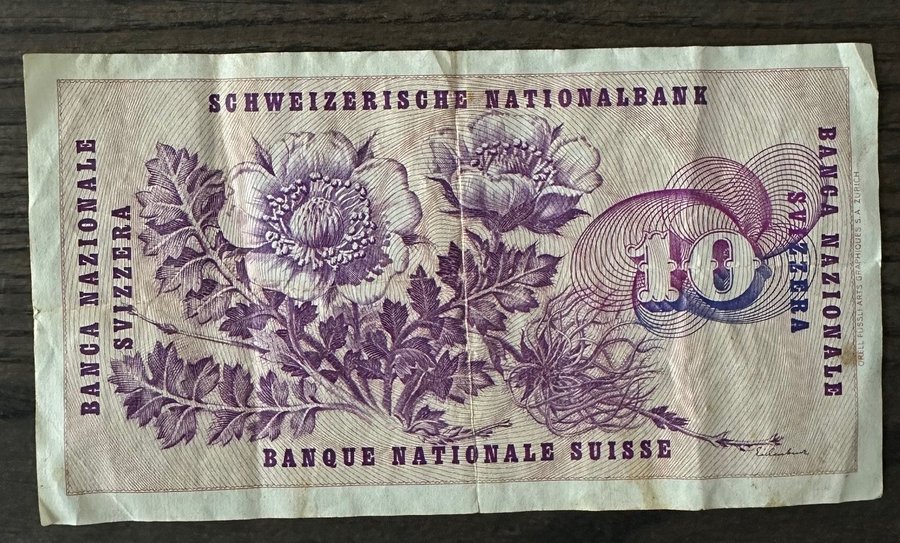 SCHWEIZERISCHE NATIONALBANK
BANCA NAZIONALE
SVIZZERA
10
BANCA NAZIONALE
SVIZZERA
ORELL FÜSSLI-ARTS GRAPHIQUES S.A. ZURICH
BANQUE NATIONALE SUISSE